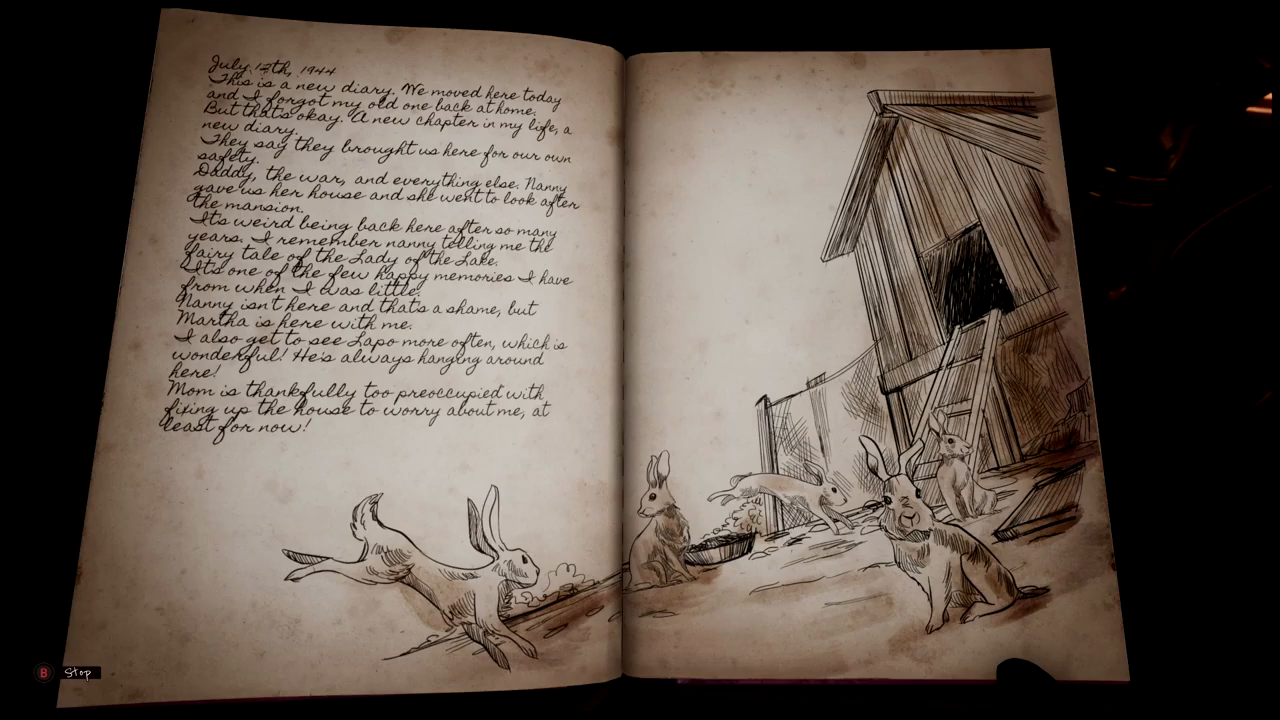 July 12th, 1944
This is a new diary. We moved here today
and I forgot my old one back at home.
But that's okay. A new chapter in my life, a
new diary.
They say they brought us here for our own
safety.
Daddy, the war, and everything else. Nanny
gave us her house and she went to look after
the mansion.
It's weird being back here after so many
years. I remember nanny telling me the
fairy tale of the Lady of the Lake.
It's one of the few happy memories I have
from when I was little.
Nanny isn't here and that's a shame, but
Martha is here with me.
I also get to see Lapo more often, which is
wonderful! He's always hanging around
here!
Mom is thankfully too preoccupied with
fixing up the house to worry about me, at
least for now!
B Stop